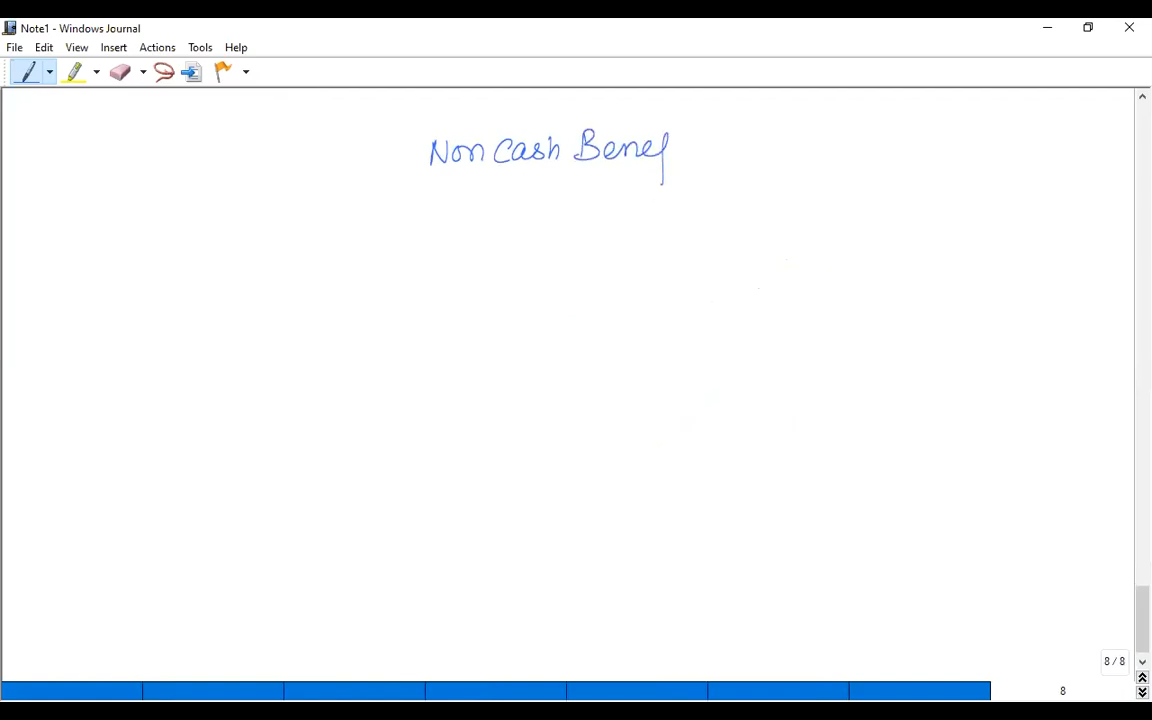 Note1 - Windows Journal
File Edit View Insert Actions Tools Help
Non Cash Benef
8 / 8
8